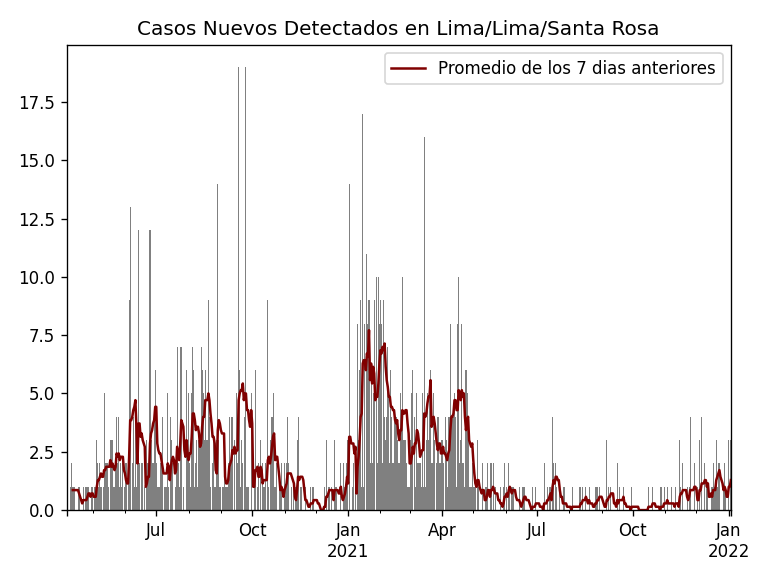 Casos Nuevos Detectados en Lima/Lima/Santa Rosa
Promedio de los 7 dias anteriores
17.5
15.0
12.5
10.0
7.5
5.0
2.5
0.0
Jul
Oct
Jan
2021
Apr
Jul
Oct
Jan
2022